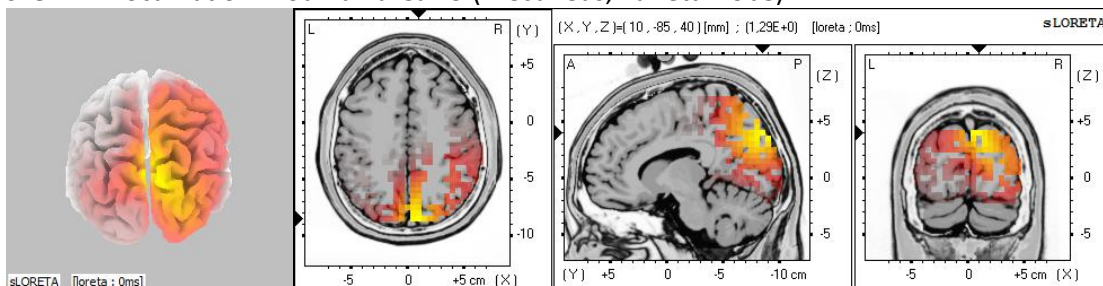 L R (Y) (X,Y,Z)=(10,-85,40)[mm] ; (1,29E+0) [loreta ; 0ms] sLORETA
A P (Z) L R (Z)
+5 +5 +5
0
0 0
-5
-5 -5
-10
sLORETA [loreta ; 0ms] -5 0 +5 cm (X) (Y) +5 0 -5 -10 cm -5 0 +5 cm (X)